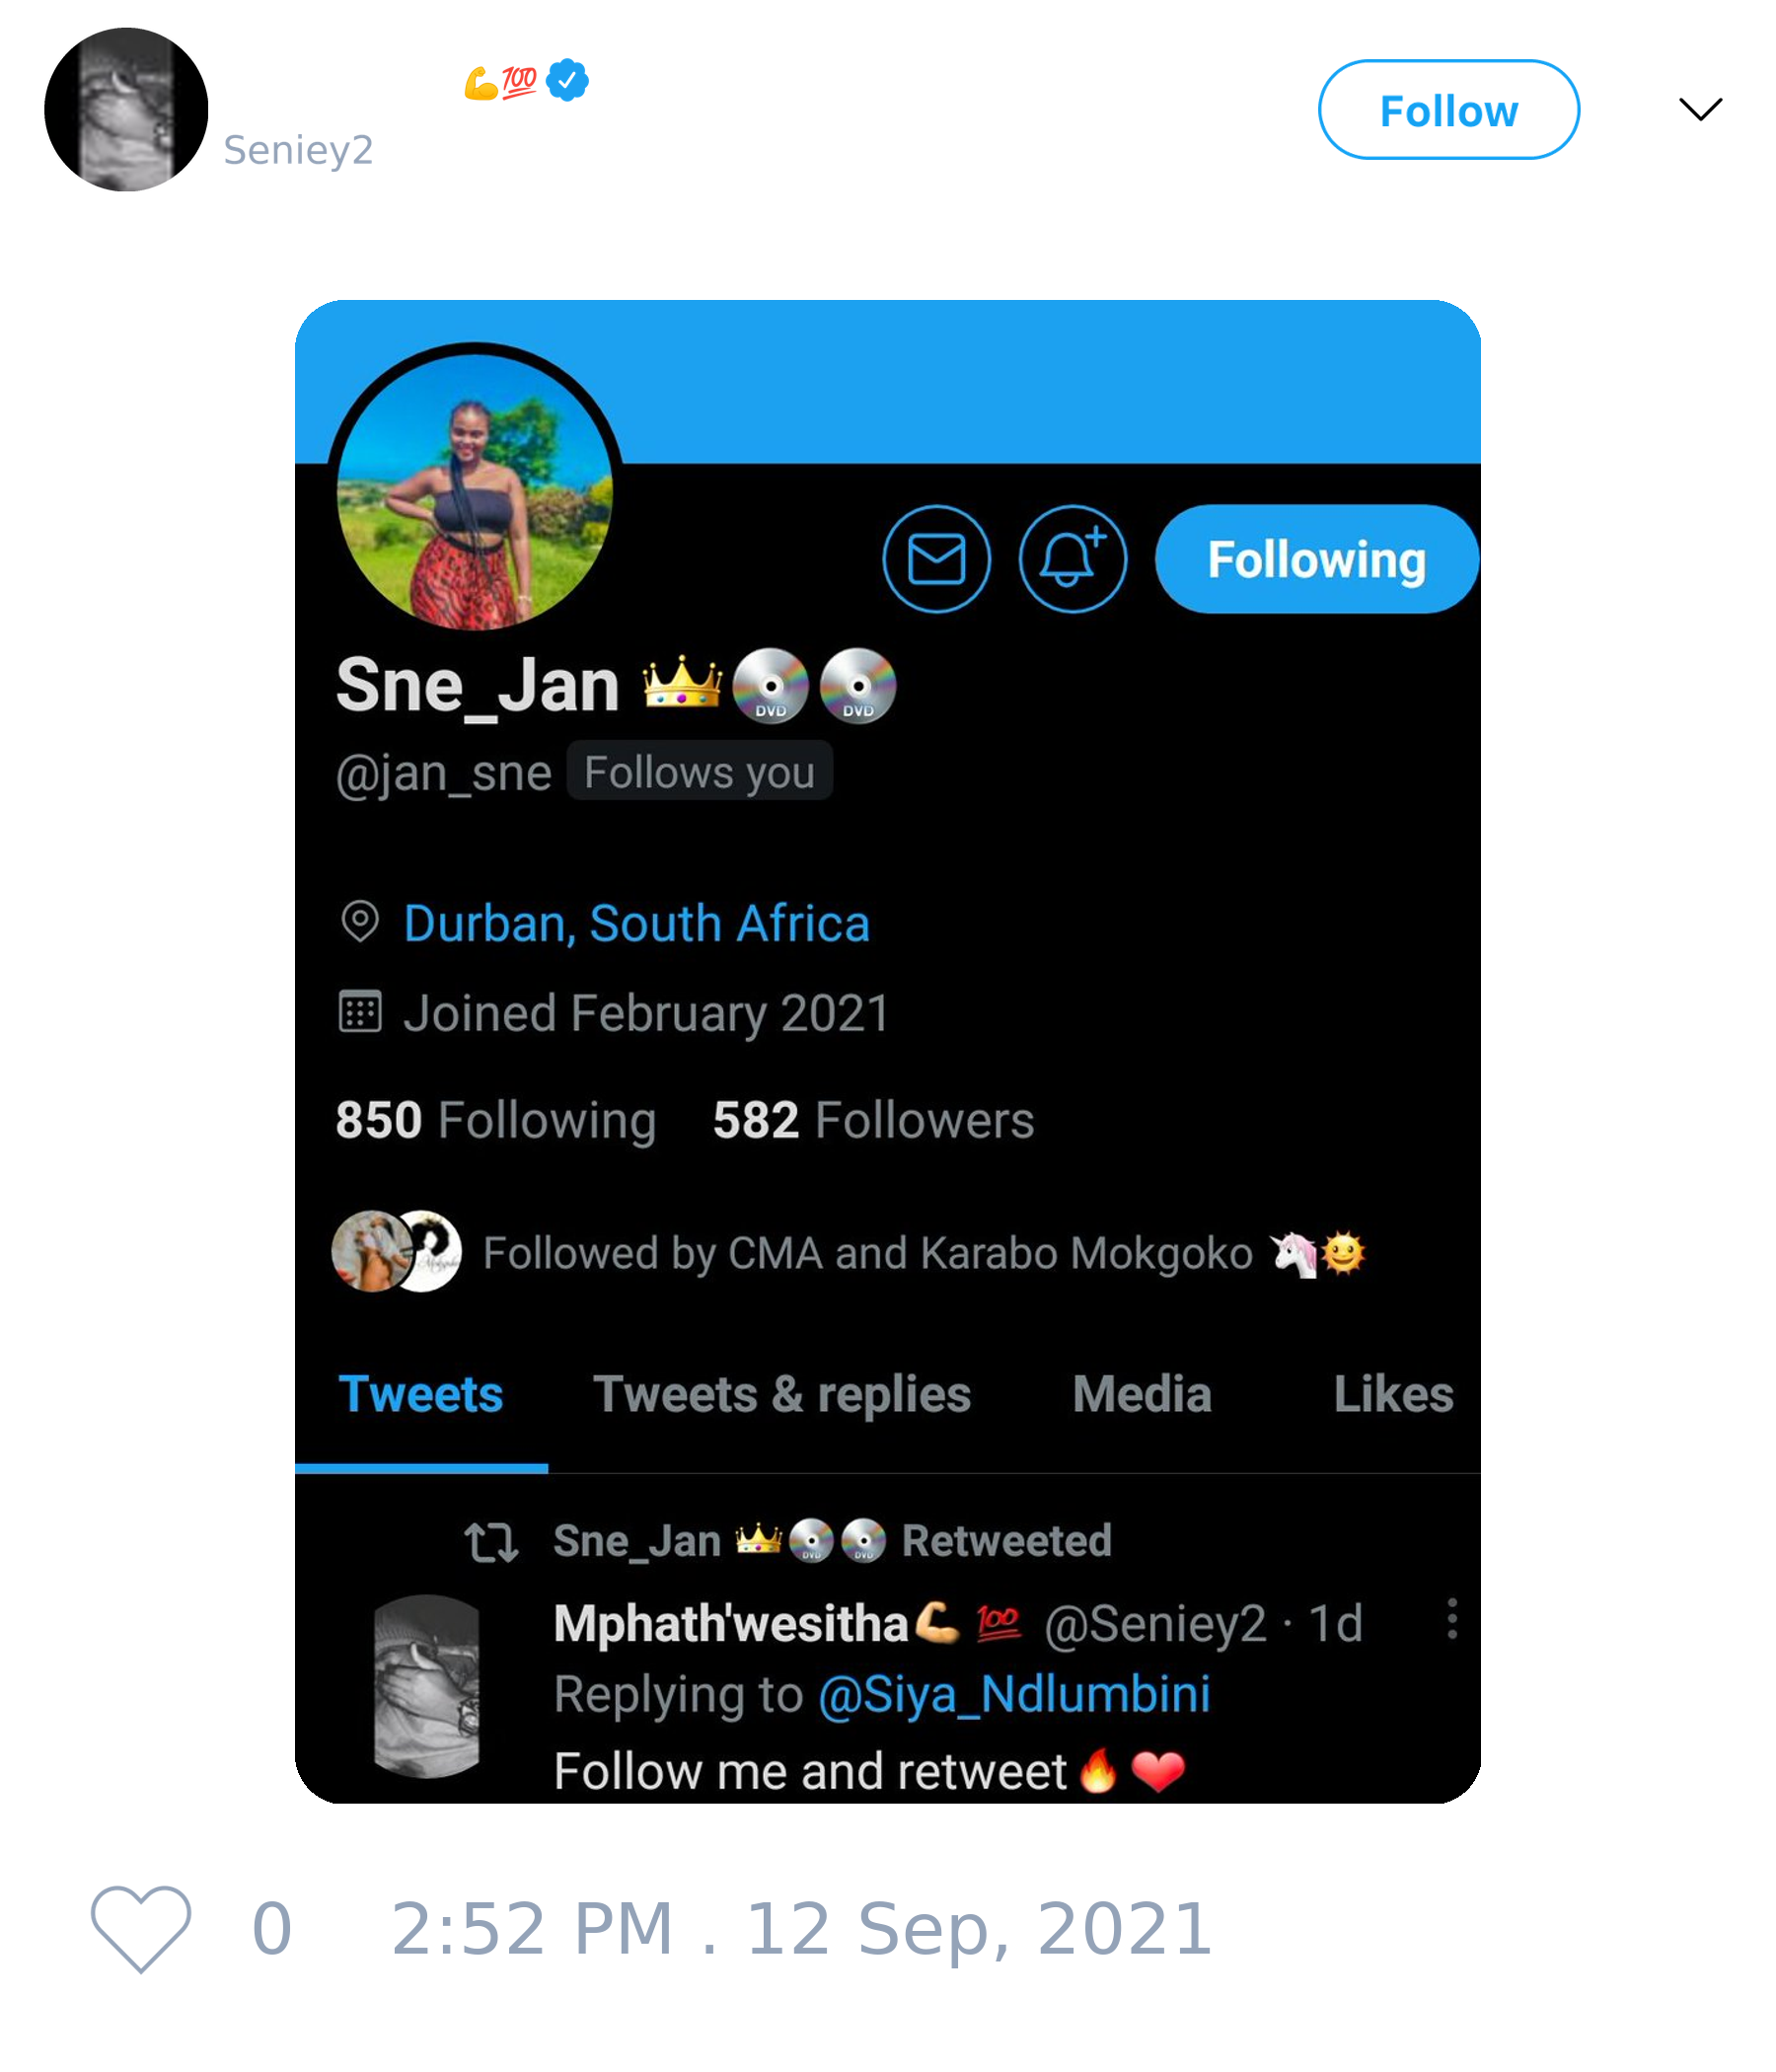 💪💯
Follow
Seniey2
Following
Sne_Jan 👑📀📀
@jan_sne Follows you
Durban, South Africa
Joined February 2021
850 Following 582 Followers
Followed by CMA and Karabo Mokgoko 🦄🌞
Tweets Tweets & replies Media Likes
Sne_Jan 👑📀📀 Retweeted
Mphath'wesitha💪💯 @Seniey2 · 1d
Replying to @Siya_Ndlumbini
Follow me and retweet🔥❤️
0 2:52 PM . 12 Sep, 2021